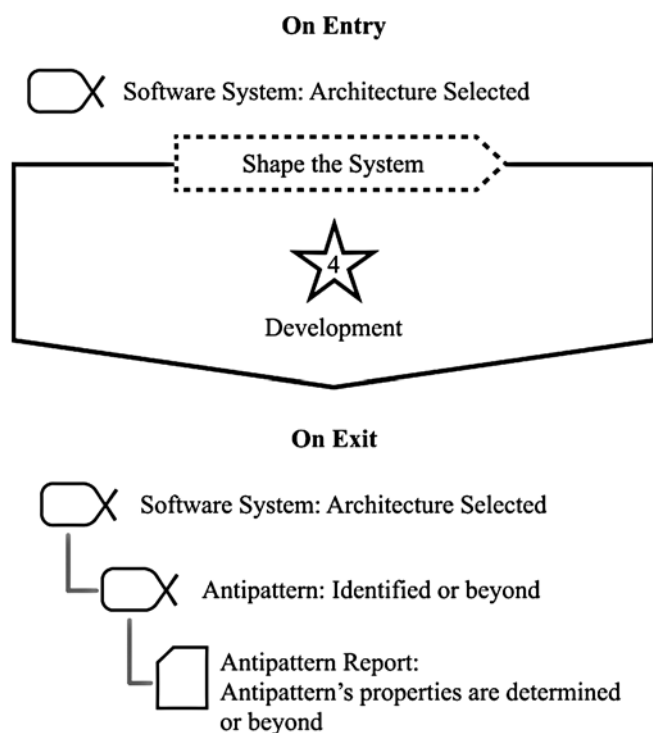 On Entry
Software System: Architecture Selected
Shape the System
4
Development
On Exit
Software System: Architecture Selected
Antipattern: Identified or beyond
Antipattern Report:
Antipattern’s properties are determined
or beyond